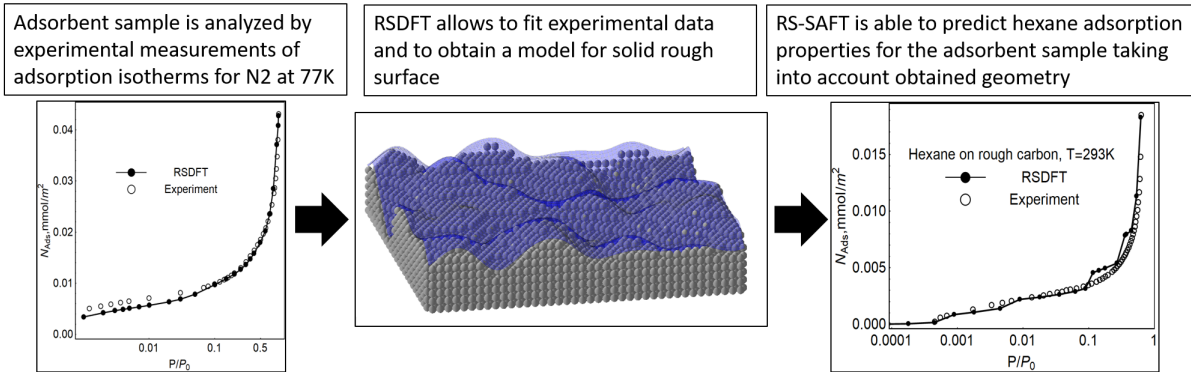 Adsorbent sample is analyzed by
experimental measurements of
adsorption isotherms for N2 at 77K
RSDFT allows to fit experimental data
and to obtain a model for solid rough
surface
RS-SAFT is able to predict hexane adsorption
properties for the adsorbent sample taking
into account obtained geometry
0.04
0.03
0.02
0.01
0.00
N_Ads, mmol/m²
RSDFT
Experiment
0.01
0.1
0.5
P/P₀
0.015
0.010
0.005
0.000
N_Ads, mmol/m²
Hexane on rough carbon, T=293K
RSDFT
Experiment
0.0001
0.001
0.01
0.1
1
P/P₀